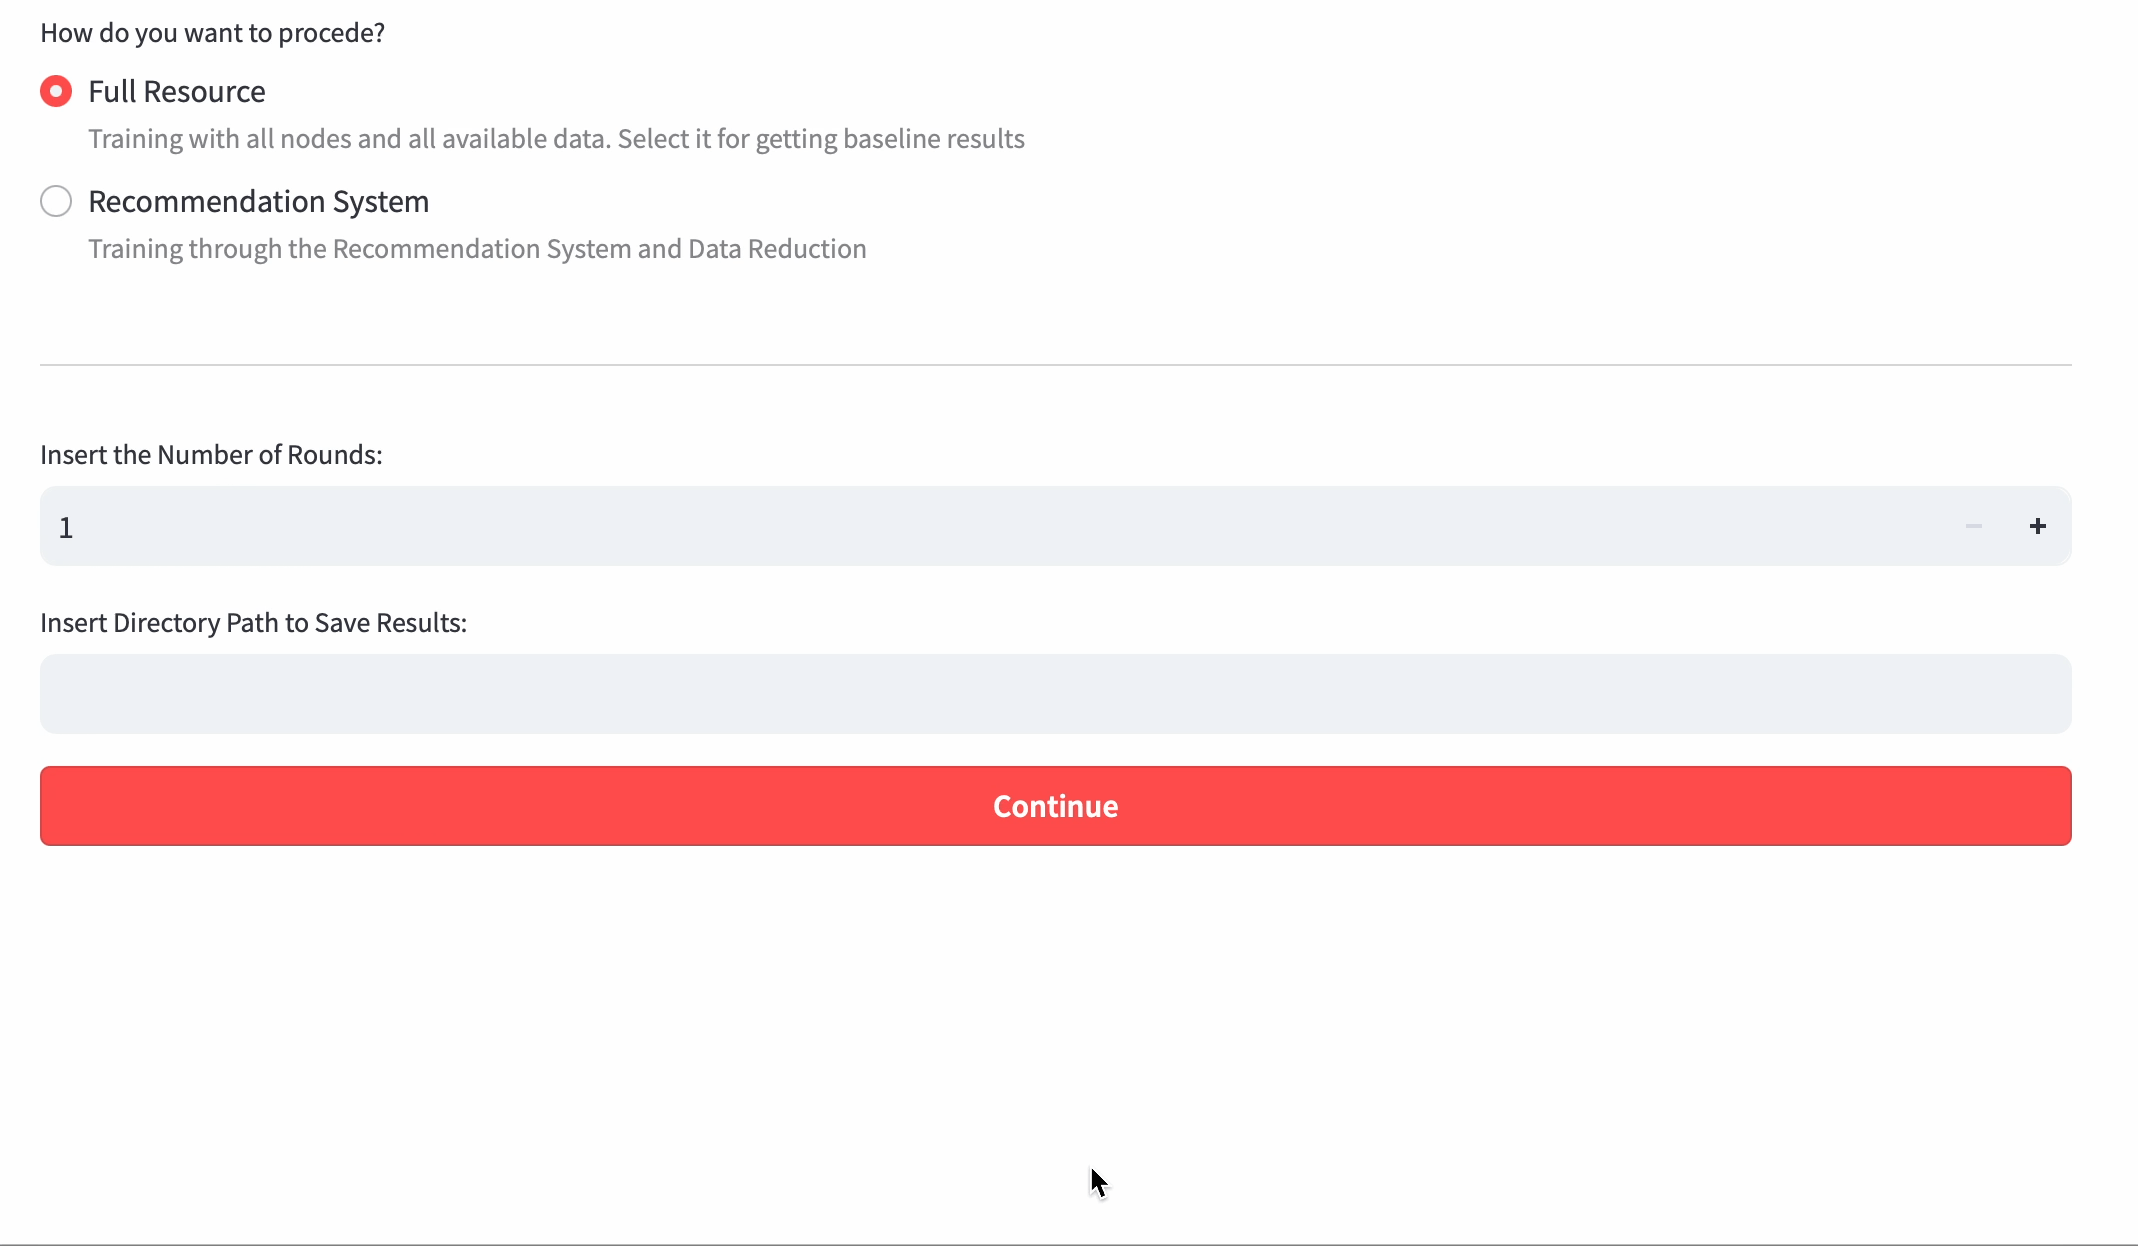 How do you want to procede?
Full Resource
Training with all nodes and all available data. Select it for getting baseline results
Recommendation System
Training through the Recommendation System and Data Reduction
Insert the Number of Rounds:
1
Insert Directory Path to Save Results:
Continue